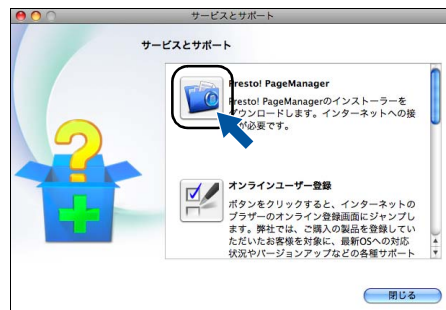 サービスとサポート
サービスとサポート
Presto! PageManager
Presto! PageManagerのインストーラーを
ダウンロードします。インターネットへの接
が必要です。
オンラインユーザー登録
ボタンをクリックすると、インターネットの
ブラザーのオンライン登録画面にジャンプし
ます。弊社では、ご購入の製品を登録してい
ただいたお客様を対象に、最新OSへの対応
状況やバージョンアップなどの各種サポート
閉じる